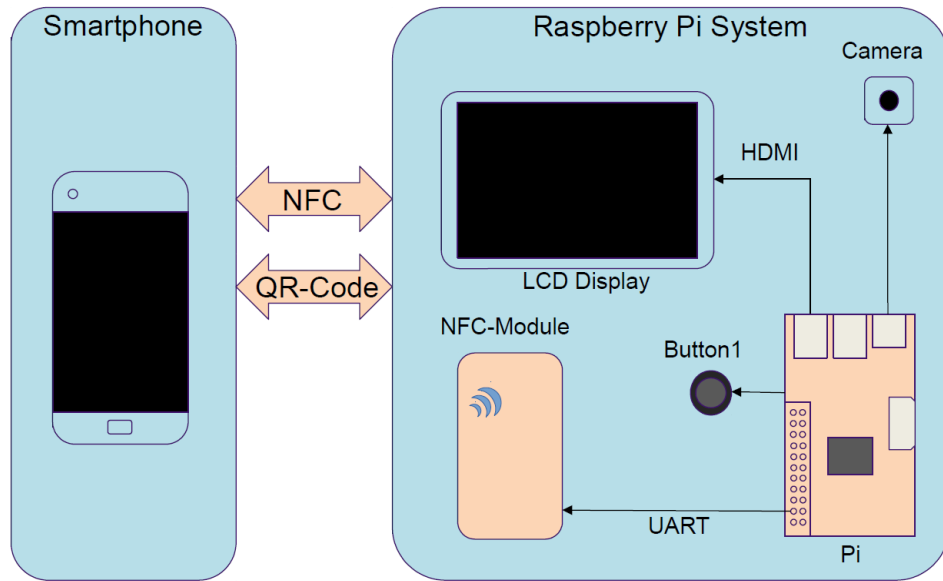 Smartphone
Raspberry Pi System
Camera
HDMI
NFC
QR-Code
LCD Display
NFC-Module
Button1
UART
Pi